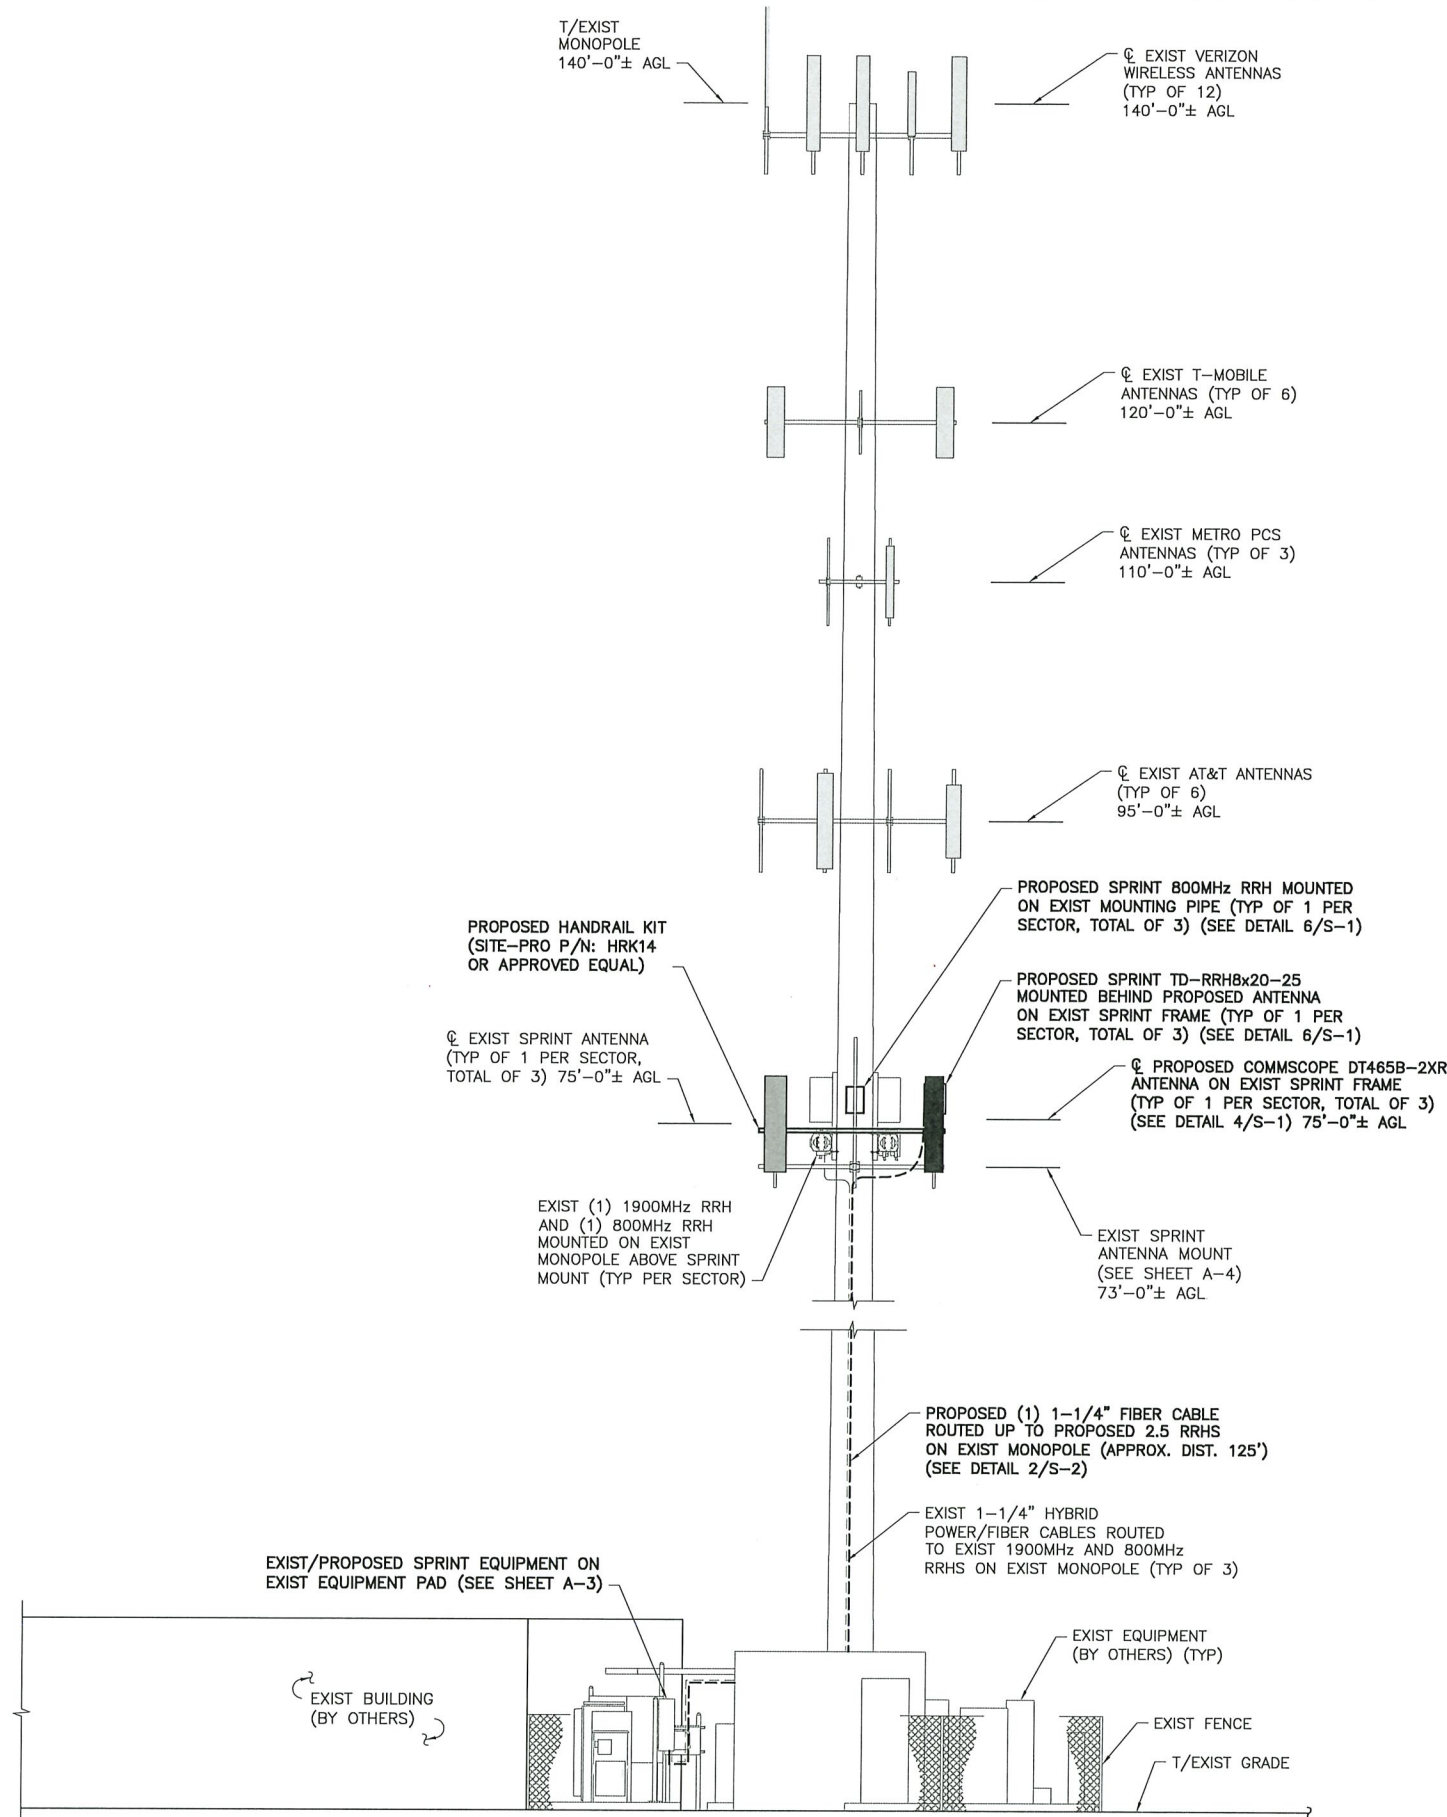 T/EXIST
MONOPOLE
140'-0"± AGL
℄ EXIST VERIZON
WIRELESS ANTENNAS
(TYP OF 12)
140'-0"± AGL
℄ EXIST T-MOBILE
ANTENNAS (TYP OF 6)
120'-0"± AGL
℄ EXIST METRO PCS
ANTENNAS (TYP OF 3)
110'-0"± AGL
℄ EXIST AT&T ANTENNAS
(TYP OF 6)
95'-0"± AGL
PROPOSED SPRINT 800MHz RRH MOUNTED
ON EXIST MOUNTING PIPE (TYP OF 1 PER
SECTOR, TOTAL OF 3) (SEE DETAIL 6/S-1)
PROPOSED HANDRAIL KIT
(SITE-PRO P/N: HRK14
OR APPROVED EQUAL)
PROPOSED SPRINT TD-RRH8x20-25
MOUNTED BEHIND PROPOSED ANTENNA
ON EXIST SPRINT FRAME (TYP OF 1 PER
SECTOR, TOTAL OF 3) (SEE DETAIL 6/S-1)
℄ EXIST SPRINT ANTENNA
(TYP OF 1 PER SECTOR,
TOTAL OF 3) 75'-0"± AGL
℄ PROPOSED COMMSCOPE DT465B-2XR
ANTENNA ON EXIST SPRINT FRAME
(TYP OF 1 PER SECTOR, TOTAL OF 3)
(SEE DETAIL 4/S-1) 75'-0"± AGL
EXIST (1) 1900MHz RRH
AND (1) 800MHz RRH
MOUNTED ON EXIST
MONOPOLE ABOVE SPRINT
MOUNT (TYP PER SECTOR)
EXIST SPRINT
ANTENNA MOUNT
(SEE SHEET A-4)
73'-0"± AGL
PROPOSED (1) 1-1/4" FIBER CABLE
ROUTED UP TO PROPOSED 2.5 RRHS
ON EXIST MONOPOLE (APPROX. DIST. 125')
(SEE DETAIL 2/S-2)
EXIST 1-1/4" HYBRID
POWER/FIBER CABLES ROUTED
TO EXIST 1900MHz AND 800MHz
RRHS ON EXIST MONOPOLE (TYP OF 3)
EXIST/PROPOSED SPRINT EQUIPMENT ON
EXIST EQUIPMENT PAD (SEE SHEET A-3)
EXIST EQUIPMENT
(BY OTHERS) (TYP)
EXIST BUILDING
(BY OTHERS)
EXIST FENCE
T/EXIST GRADE